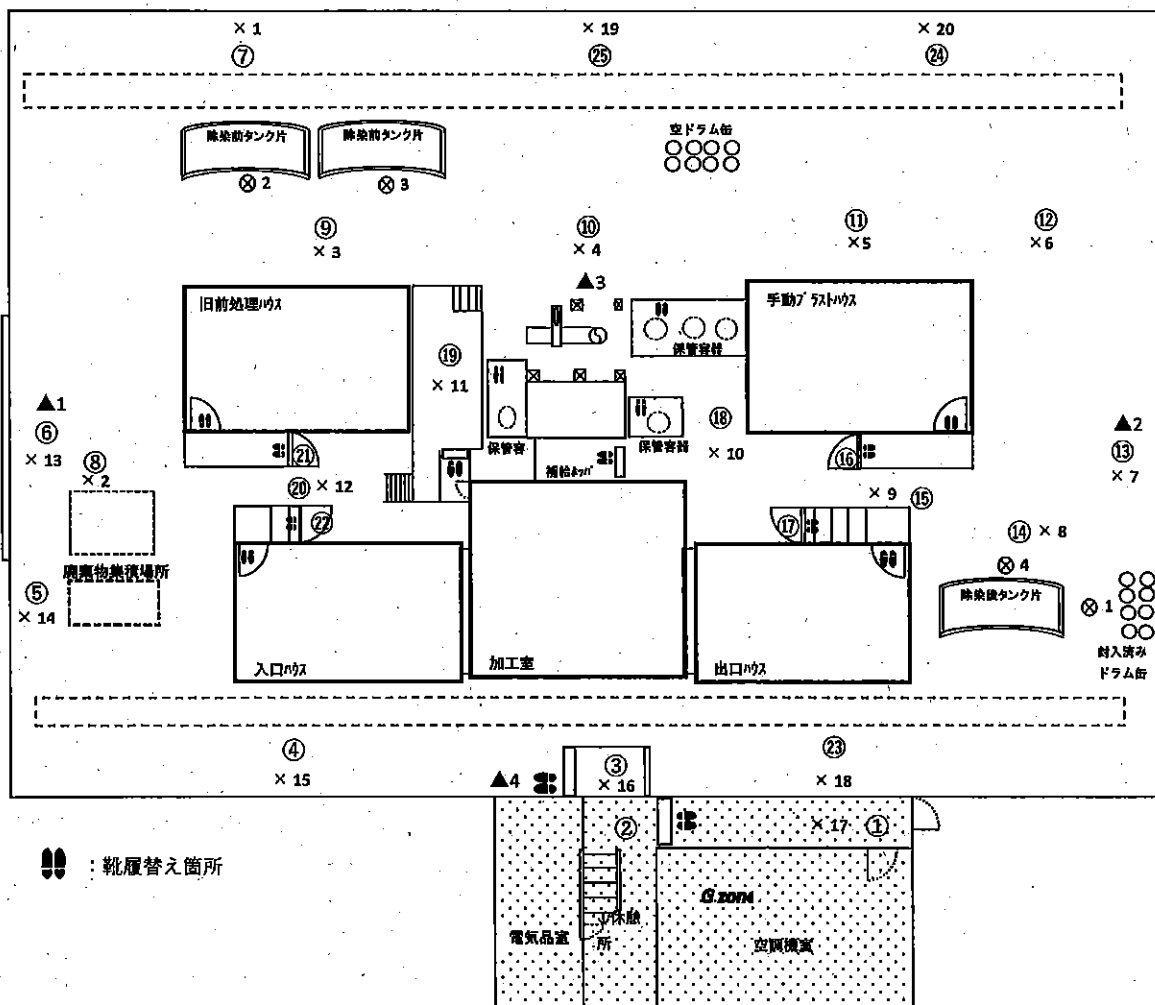 × 1
× 19
× 20
⑦
㉕
㉔
除染前タンク片
除染前タンク片
空ドラム缶
⊗ 2
⊗ 3
⑨
⑩
⑪
⑫
× 3
× 4
×5
×6
▲3
旧前処理ハウス
手動ブラストハウス
保管容器
⑲
× 11
▲1
⑥
× 13
⑧
× 2
⑱
× 10
保管容
保管容器
補給ホッパ
▲2
⑬
× 7
㉑
⑯
⑳
× 12
× 9
⑮
㉒
⑰
⑭ × 8
⊗ 4
廃棄物集積場所
⑤
× 14
除染後タンク片
⊗ 1
封入済み
ドラム缶
入口ハウス
加工室
出口ハウス
④
× 15
▲4
③
× 16
㉓
× 18
②
× 17
①
：靴履替え箇所
G zone
電気品室
休憩
所
空調機室